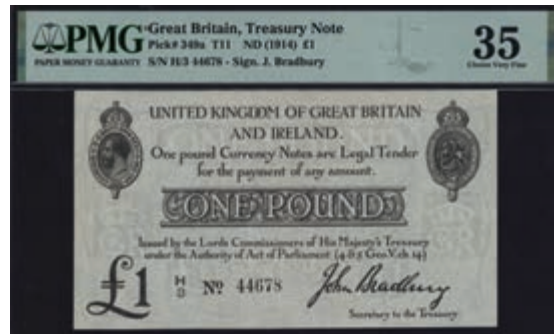 PMG
PAPER MONEY GUARANTY
Great Britain, Treasury Note
Pick# 349a T11 ND (1914) £1
S/N H/3 44678 - Sign. J. Bradbury
35
Choice Very Fine
UNITED KINGDOM OF GREAT BRITAIN
AND IRELAND.
One pound Currency Notes are Legal Tender
for the payment of any amount.
ONE POUND
Issued by the Lords Commissioners of His Majesty's Treasury
under the Authority of Act of Parliament (4 & 5 Geo.V.ch.14)
£1 H/3 Nº 44678 John Bradbury
Secretary to the Treasury.